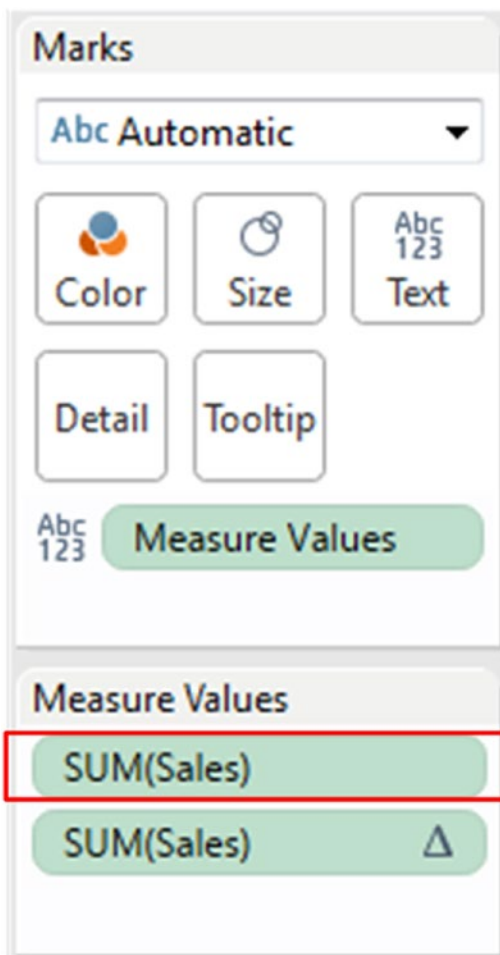 Marks
Abc Automatic
Color
Size
Abc
123
Text
Detail
Tooltip
Abc
123
Measure Values
Measure Values
SUM(Sales)
SUM(Sales) Δ